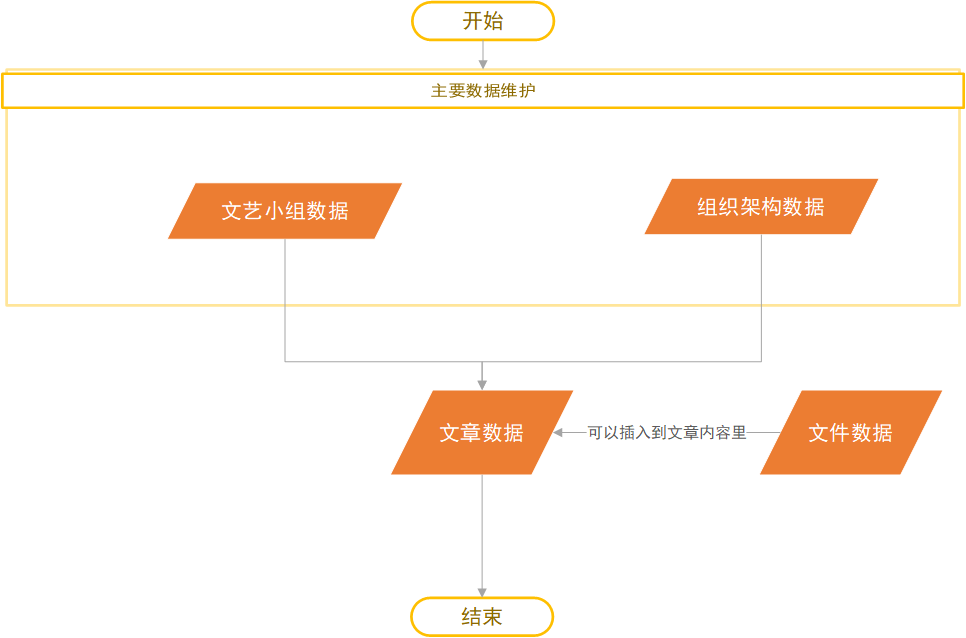 开始
主要数据维护
文艺小组数据
组织架构数据
文章数据
可以插入到文章内容里
文件数据
结束